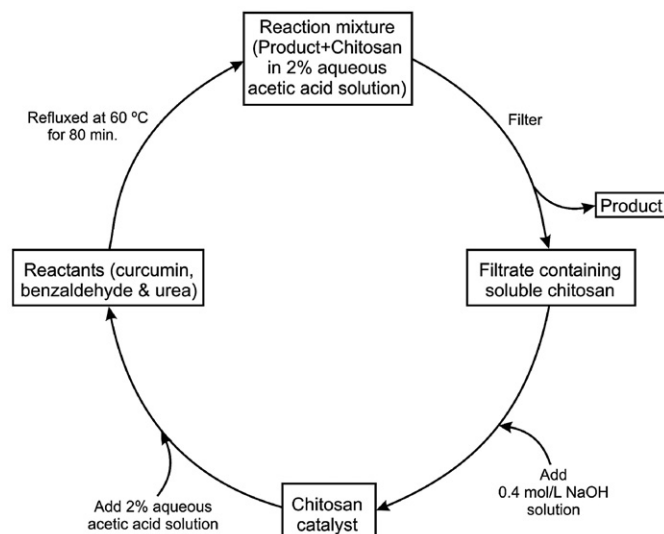 Reaction mixture
(Product+Chitosan
in 2% aqueous
acetic acid solution)
Refluxed at 60 ºC
for 80 min.
Filter
Product
Reactants (curcumin,
benzaldehyde & urea)
Filtrate containing
soluble chitosan
Add
0.4 mol/L NaOH
solution
Add 2% aqueous
acetic acid solution
Chitosan
catalyst